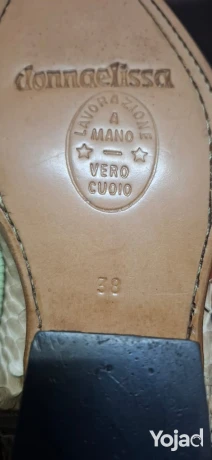 donnaelissa
LAVORAZIONE
A
MANO
VERO
CUOIO
38
Yojad